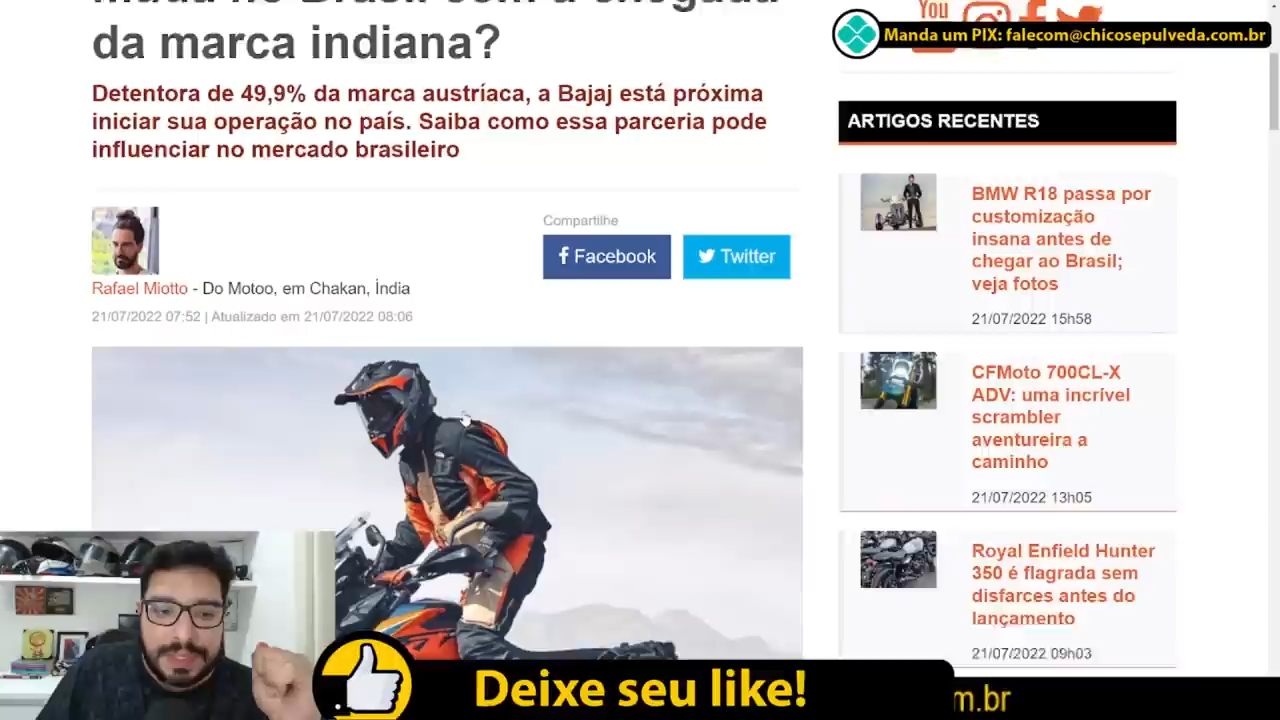 da marca indiana?
Detentora de 49,9% da marca austríaca, a Bajaj está próxima
iniciar sua operação no país. Saiba como essa parceria pode
influenciar no mercado brasileiro
Compartilhe
Facebook
Twitter
Rafael Miotto - Do Motoo, em Chakan, Índia
21/07/2022 07:52 | Atualizado em 21/07/2022 08:06
You
Manda um PIX: falecom@chicosepulveda.com.br
ARTIGOS RECENTES
BMW R18 passa por
customização
insana antes de
chegar ao Brasil;
veja fotos
21/07/2022 15h58
CFMoto 700CL-X
ADV: uma incrível
scrambler
aventureira a
caminho
21/07/2022 13h05
Royal Enfield Hunter
350 é flagrada sem
disfarces antes do
lançamento
21/07/2022 09h03
Deixe seu like!
m.br